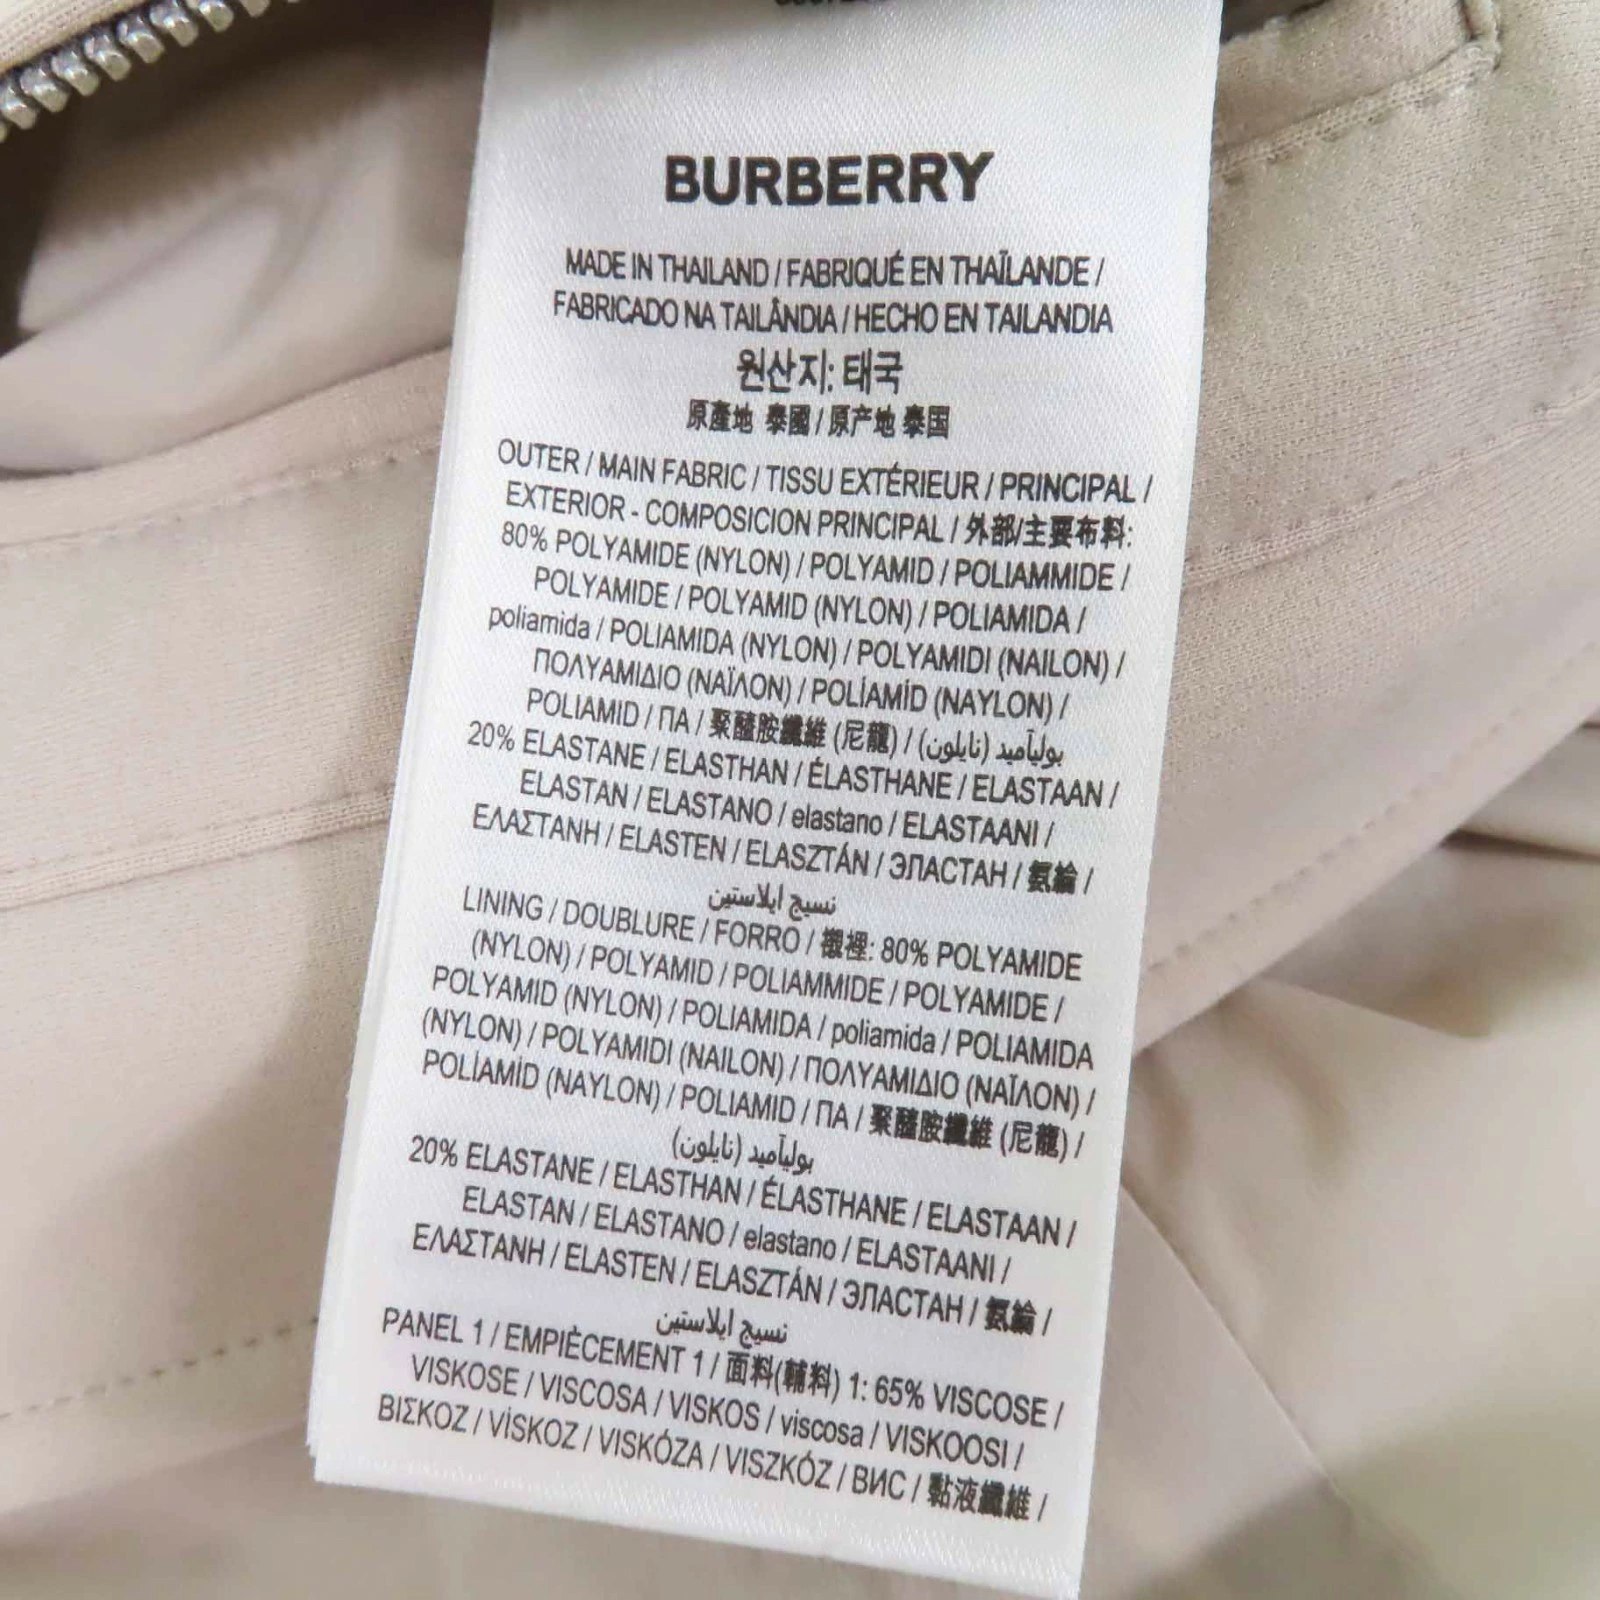 BURBERRY
MADE IN THAILAND / FABRIQUÉ EN THAÏLANDE /
FABRICADO NA TAILÂNDIA / HECHO EN TAILANDIA
원산지: 태국
原產地 泰國 / 原产地 泰国
OUTER / MAIN FABRIC / TISSU EXTÉRIEUR / PRINCIPAL /
EXTERIOR - COMPOSICION PRINCIPAL / 外部/主要布料:
80% POLYAMIDE (NYLON) / POLYAMID / POLIAMMIDE /
POLYAMIDE / POLYAMID (NYLON) / POLIAMIDA /
poliamida / POLIAMIDA (NYLON) / POLYAMIDI (NAILON) /
ΠΟΛΥΑΜΙΔΙΟ (ΝΑΪΛΟΝ) / POLİAMİD (NAYLON) /
POLIAMID / ПА / 聚醯胺纖維 (尼龍) / بوليأميد (نايلون)
20% ELASTANE / ELASTHAN / ÉLASTHANE / ELASTAAN /
ELASTAN / ELASTANO / elastano / ELASTAANI /
ΕΛΑΣΤΑΝΗ / ELASTEN / ELASZTÁN / ЭЛАСТАН / 氨綸 /
نسيج ايلاستين
LINING / DOUBLURE / FORRO / 襯裡: 80% POLYAMIDE
(NYLON) / POLYAMID / POLIAMMIDE / POLYAMIDE /
POLYAMID (NYLON) / POLIAMIDA / poliamida / POLIAMIDA
(NYLON) / POLYAMIDI (NAILON) / ΠΟΛΥΑΜΙΔΙΟ (ΝΑΪΛΟΝ) /
POLİAMİD (NAYLON) / POLIAMID / ПА / 聚醯胺纖維 (尼龍) /
بوليأميد (نايلون)
20% ELASTANE / ELASTHAN / ÉLASTHANE / ELASTAAN /
ELASTAN / ELASTANO / elastano / ELASTAANI /
ΕΛΑΣΤΑΝΗ / ELASTEN / ELASZTÁN / ЭЛАСТАН / 氨綸 /
نسيج ايلاستين
PANEL 1 / EMPIÈCEMENT 1 / 面料(輔料) 1: 65% VISCOSE /
VISKOSE / VISCOSA / VISKOS / viscosa / VISKOOSI /
ΒΙΣΚΟΖ / VİSKOZ / VISKÓZA / VISZKÓZ / ВИС / 黏液纖維 /